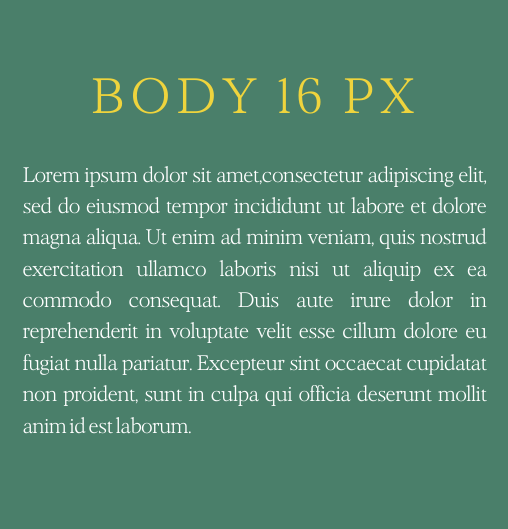 BODY 16 PX
Lorem ipsum dolor sit amet,consectetur adipiscing elit,
sed do eiusmod tempor incididunt ut labore et dolore
magna aliqua. Ut enim ad minim veniam, quis nostrud
exercitation ullamco laboris nisi ut aliquip ex ea
commodo consequat. Duis aute irure dolor in
reprehenderit in voluptate velit esse cillum dolore eu
fugiat nulla pariatur. Excepteur sint occaecat cupidatat
non proident, sunt in culpa qui officia deserunt mollit
anim id est laborum.